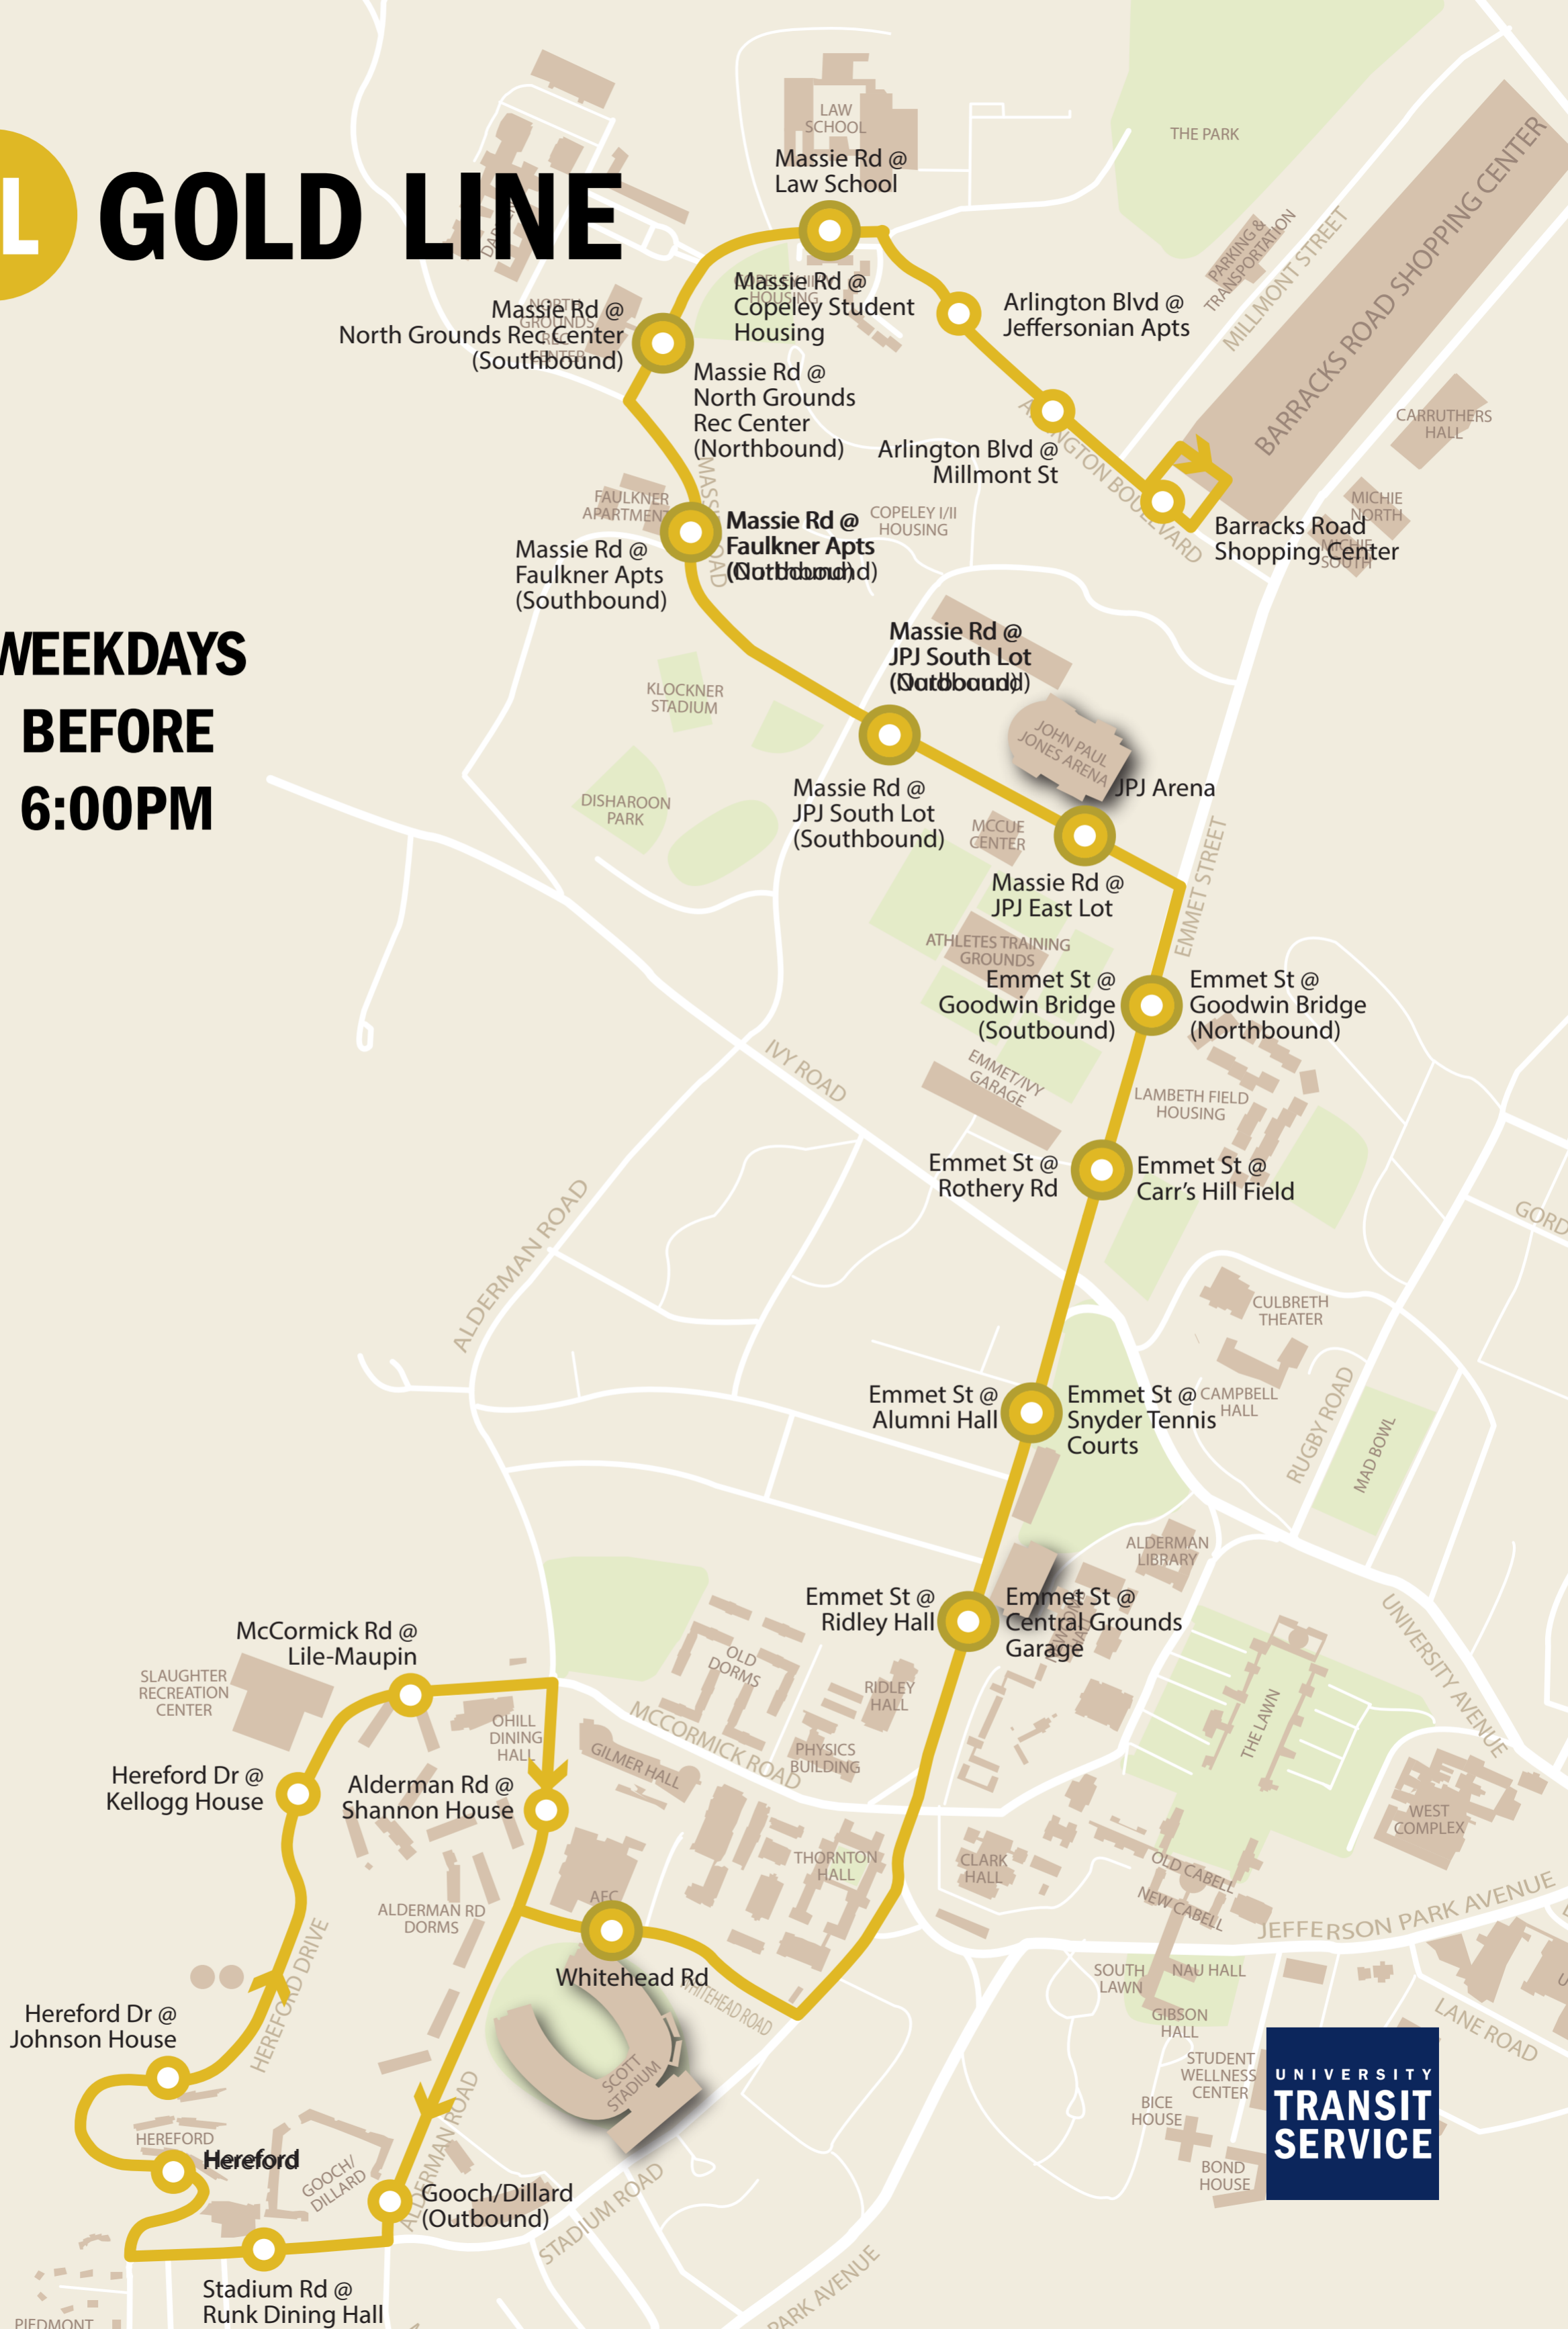 L GOLD LINE
WEEKDAYS
BEFORE
6:00PM
LAW
SCHOOL
Massie Rd @
Law School
THE PARK
PARKING &
TRANSPORTATION
MILLMONT STREET
BARRACKS ROAD SHOPPING CENTER
Massie Rd @
Copeley Student
Housing
HOUSING
Arlington Blvd @
Jeffersonian Apts
NORTH
GROUNDS
REC
CENTER
Massie Rd @
North Grounds Rec Center
(Southbound)
Massie Rd @
North Grounds
Rec Center
(Northbound)
Arlington Blvd @
Millmont St
ARLINGTON BOULEVARD
CARRUTHERS
HALL
MICHIE
NORTH
MICHIE
SOUTH
Barracks Road
Shopping Center
MASSIE ROAD
FAULKNER
APARTMENT
Massie Rd @
Faulkner Apts
(Southbound)
Massie Rd @
Faulkner Apts
COPELEY I/II
HOUSING
Massie Rd @
JPJ South Lot
KLOCKNER
STADIUM
JOHN PAUL
JONES ARENA
JPJ Arena
DISHAROON
PARK
Massie Rd @
JPJ South Lot
(Southbound)
MCCUE
CENTER
Massie Rd @
JPJ East Lot
EMMET STREET
ATHLETES TRAINING
GROUNDS
Emmet St @
Goodwin Bridge
(Soutbound)
Emmet St @
Goodwin Bridge
(Northbound)
IVY ROAD
EMMET/IVY
GARAGE
LAMBETH FIELD
HOUSING
Emmet St @
Rothery Rd
Emmet St @
Carr's Hill Field
GORD
ALDERMAN ROAD
CULBRETH
THEATER
Emmet St @
Alumni Hall
Emmet St @
Snyder Tennis
Courts
CAMPBELL
HALL
RUGBY ROAD
MAD BOWL
ALDERMAN
LIBRARY
Emmet St @
Ridley Hall
Emmet St @
Central Grounds
Garage
UNIVERSITY AVENUE
McCormick Rd @
Lile-Maupin
SLAUGHTER
RECREATION
CENTER
OLD
DORMS
RIDLEY
HALL
MCCORMICK ROAD
THE LAWN
OHILL
DINING
HALL
GILMER HALL
PHYSICS
BUILDING
Hereford Dr @
Kellogg House
Alderman Rd @
Shannon House
WEST
COMPLEX
THORNTON
HALL
CLARK
HALL
OLD CABELL
NEW CABELL
JEFFERSON PARK AVENUE
ALDERMAN RD
DORMS
AFC
Whitehead Rd
WHITEHEAD ROAD
SOUTH
LAWN
NAU HALL
GIBSON
HALL
LANE ROAD
HEREFORD DRIVE
Hereford Dr @
Johnson House
SCOTT
STADIUM
STUDENT
WELLNESS
CENTER
BICE
HOUSE
BOND
HOUSE
UNIVERSITY
TRANSIT
SERVICE
HEREFORD
Hereford
GOOCH/
DILLARD
ALDERMAN ROAD
Gooch/Dillard
(Outbound)
STADIUM ROAD
Stadium Rd @
Runk Dining Hall
PARK AVENUE
PIEDMONT